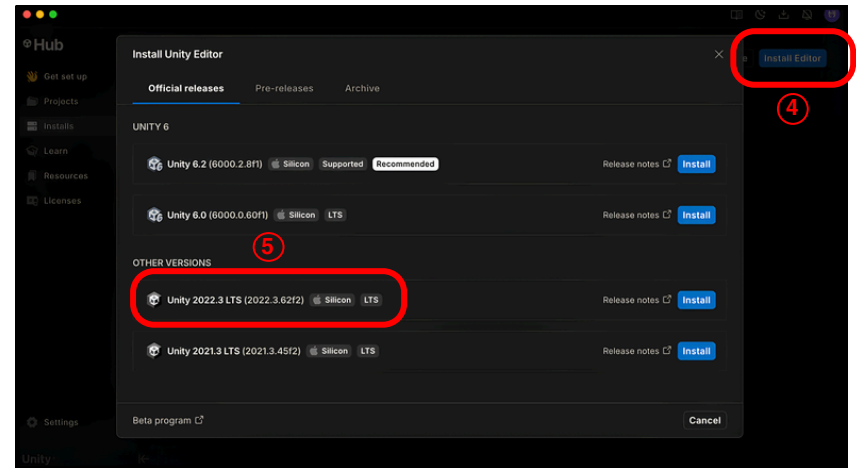 Hub
Get set up
Projects
Installs
Learn
Resources
Licenses
Settings
Unity
Install Editor
④
Install Unity Editor
Official releases Pre-releases Archive
UNITY 6
Unity 6.2 (6000.2.8f1) Silicon Supported Recommended Release notes Install
Unity 6.0 (6000.0.60f1) Silicon LTS Release notes Install
⑤
OTHER VERSIONS
Unity 2022.3 LTS (2022.3.62f2) Silicon LTS Release notes Install
Unity 2021.3 LTS (2021.3.45f2) Silicon LTS Release notes Install
Beta program Cancel